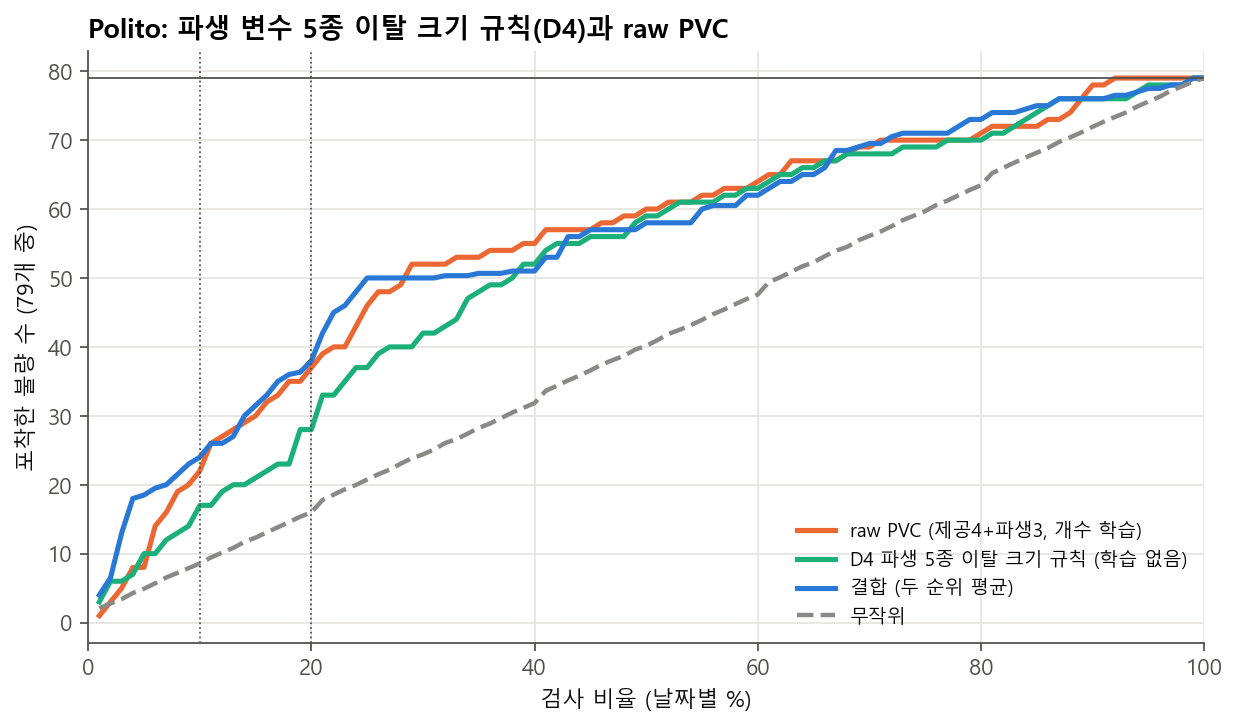 Polito: 파생 변수 5종 이탈 크기 규칙(D4)과 raw PVC
80
70
60
50
40
30
20
10
0
포착한 불량 수 (79개 중)
raw PVC (제공4+파생3, 개수 학습)
D4 파생 5종 이탈 크기 규칙 (학습 없음)
결합 (두 순위 평균)
무작위
0 20 40 60 80 100
검사 비율 (날짜별 %)